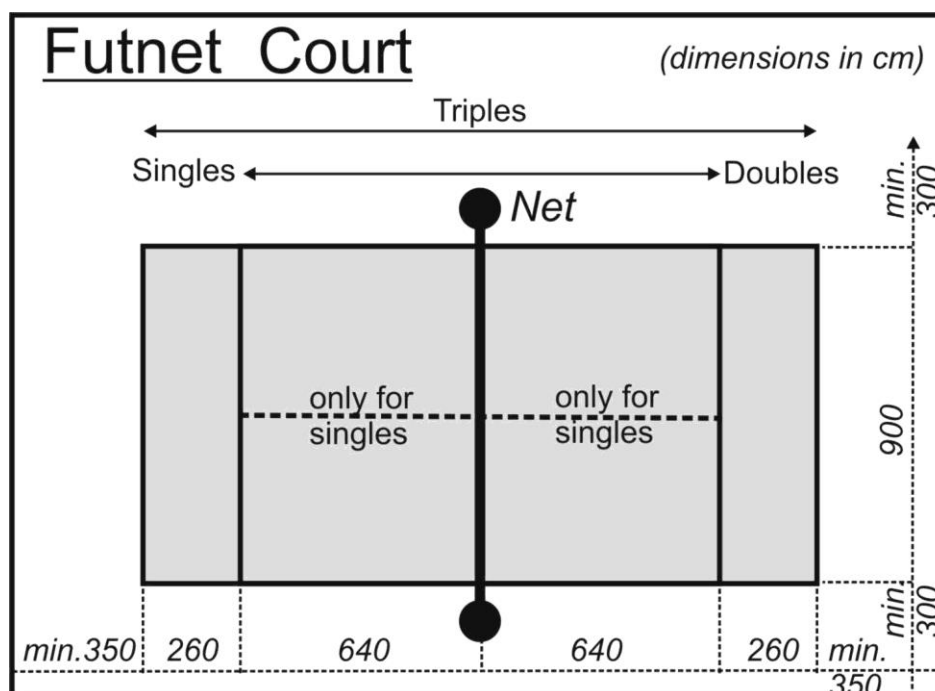 Futnet Court
(dimensions in cm)
Triples
Singles
Doubles
Net
min.
300
only for
singles
only for
singles
900
min
300
min.350
260
640
640
260
min.
350